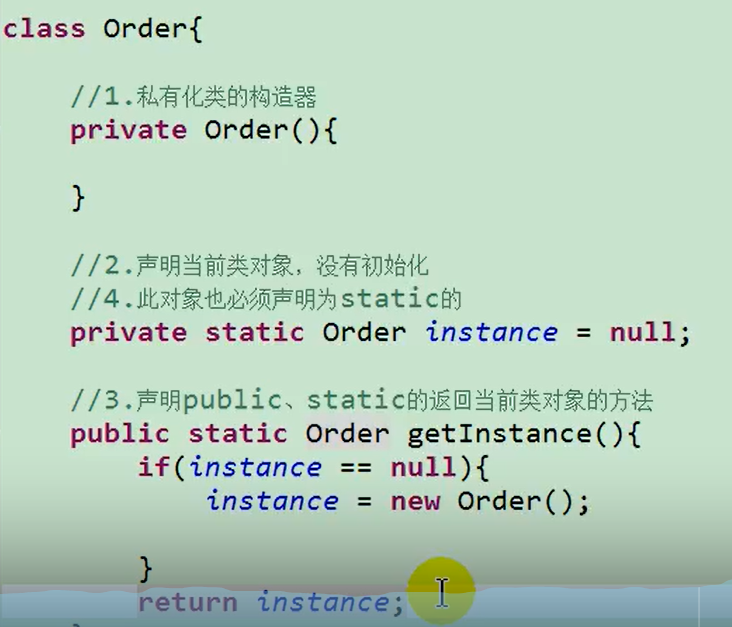 class Order{
//1.私有化类的构造器
private Order(){
}
//2.声明当前类对象，没有初始化
//4.此对象也必须声明为static的
private static Order instance = null;
//3.声明public、static的返回当前类对象的方法
public static Order getInstance(){
if(instance == null){
instance = new Order();
}
return instance;